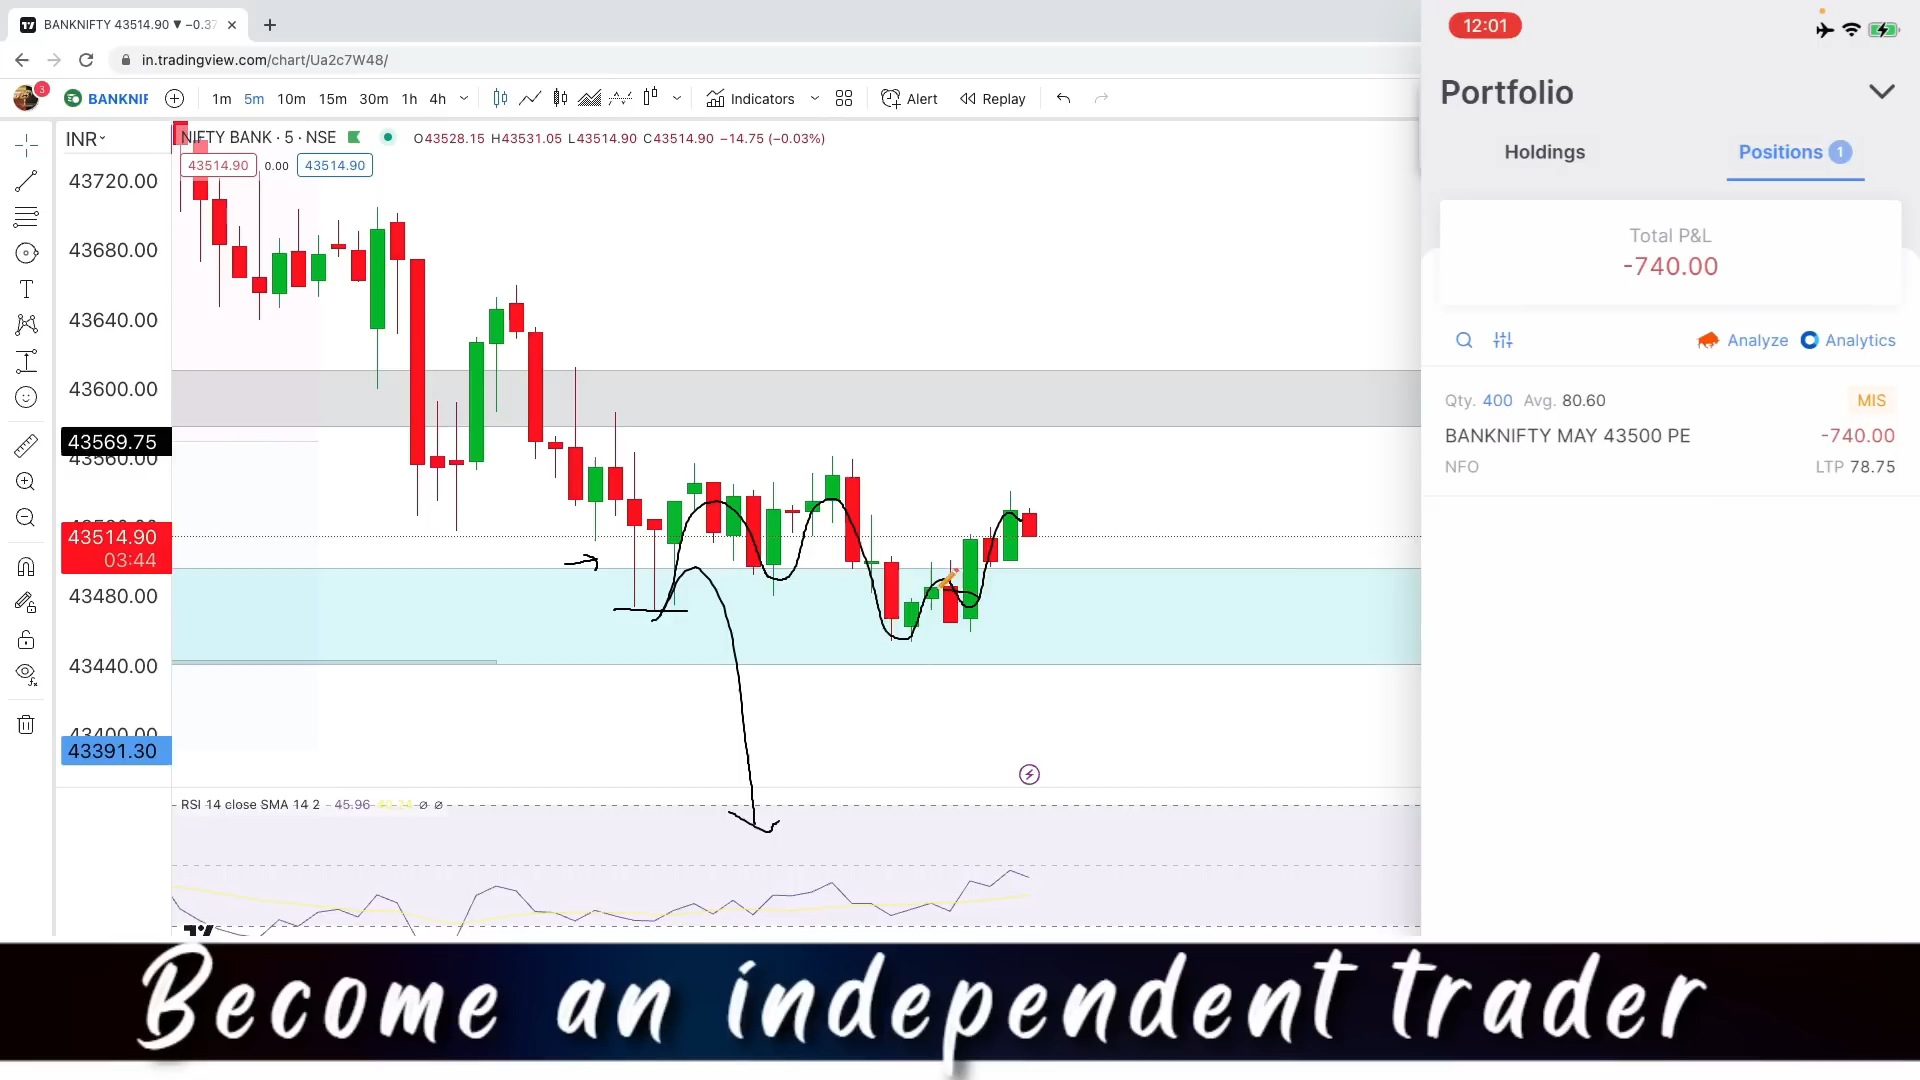 BANKNIFTY 43514.90 ▼ −0.37
in.tradingview.com/chart/Ua2c7W48/
3
BANKNIF
1m 5m 10m 15m 30m 1h 4h
Indicators
Alert
Replay
INR
NIFTY BANK · 5 · NSE
O43528.15 H43531.05 L43514.90 C43514.90 −14.75 (−0.03%)
43514.90 0.00 43514.90
43720.00
43680.00
43640.00
43600.00
43569.75
43560.00
43514.90
03:44
43480.00
43440.00
43400.00
43391.30
RSI 14 close SMA 14 2 45.96 ∅ ∅
12:01
Portfolio
Holdings
Positions 1
Total P&L
-740.00
Analyze
Analytics
Qty. 400 Avg. 80.60
MIS
BANKNIFTY MAY 43500 PE
-740.00
NFO
LTP 78.75
Become an independent trader